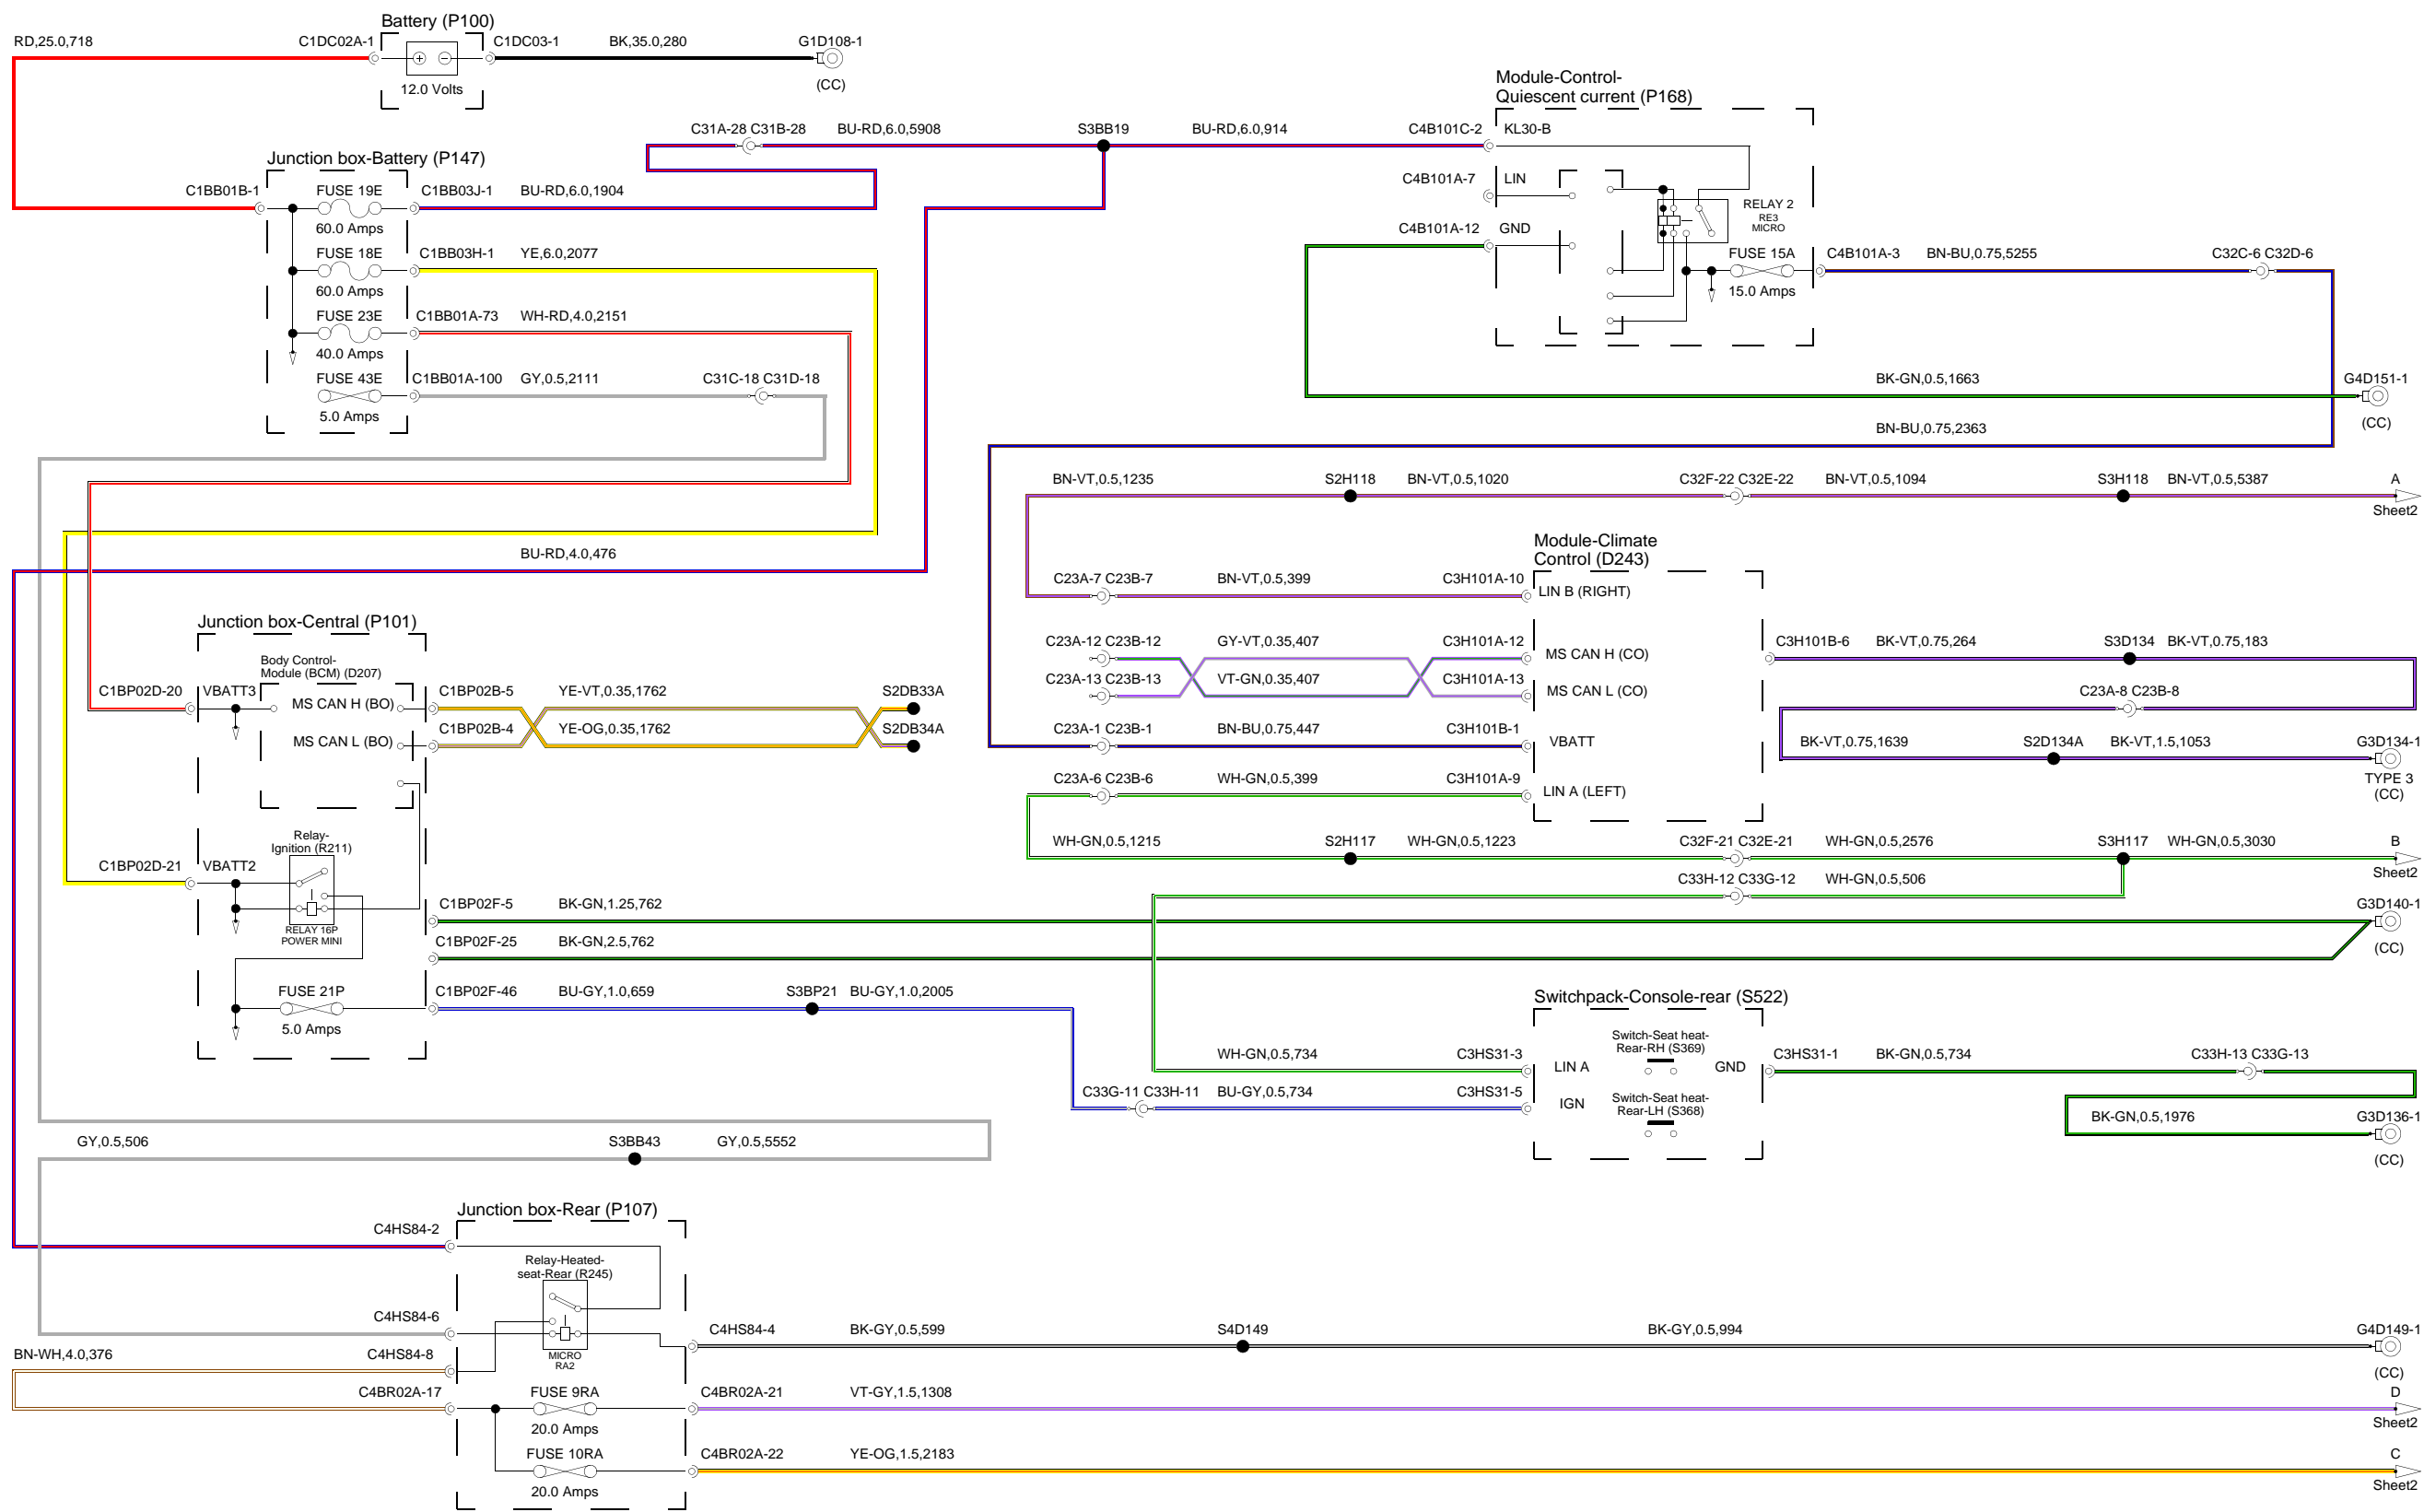 Battery (P100)
RD,25.0,718
C1DC02A-1
C1DC03-1
BK,35.0,280
G1D108-1
12.0 Volts
(CC)
Module-Control-
Quiescent current (P168)
C31A-28 C31B-28
BU-RD,6.0,5908
S3BB19
BU-RD,6.0,914
C4B101C-2
KL30-B
Junction box-Battery (P147)
C1BB01B-1
FUSE 19E
C1BB03J-1
BU-RD,6.0,1904
60.0 Amps
C4B101A-7
LIN
RELAY 2
RE3
MICRO
C4B101A-12
GND
FUSE 18E
C1BB03H-1
YE,6.0,2077
60.0 Amps
FUSE 15A
C4B101A-3
BN-BU,0.75,5255
C32C-6 C32D-6
15.0 Amps
FUSE 23E
C1BB01A-73
WH-RD,4.0,2151
40.0 Amps
FUSE 43E
C1BB01A-100
GY,0.5,2111
C31C-18 C31D-18
5.0 Amps
BK-GN,0.5,1663
G4D151-1
(CC)
BN-BU,0.75,2363
BN-VT,0.5,1235
S2H118
BN-VT,0.5,1020
C32F-22 C32E-22
BN-VT,0.5,1094
S3H118
BN-VT,0.5,5387
A
Sheet2
BU-RD,4.0,476
Module-Climate
Control (D243)
C23A-7 C23B-7
BN-VT,0.5,399
C3H101A-10
LIN B (RIGHT)
Junction box-Central (P101)
C23A-12 C23B-12
GY-VT,0.35,407
C3H101A-12
MS CAN H (CO)
C3H101B-6
BK-VT,0.75,264
S3D134
BK-VT,0.75,183
Body Control-
Module (BCM) (D207)
C23A-13 C23B-13
VT-GN,0.35,407
C3H101A-13
MS CAN L (CO)
C23A-8 C23B-8
C1BP02D-20
VBATT3
MS CAN H (BO)
C1BP02B-5
YE-VT,0.35,1762
S2DB33A
MS CAN L (BO)
C1BP02B-4
YE-OG,0.35,1762
S2DB34A
C23A-1 C23B-1
BN-BU,0.75,447
C3H101B-1
VBATT
BK-VT,0.75,1639
S2D134A
BK-VT,1.5,1053
G3D134-1
TYPE 3
(CC)
C23A-6 C23B-6
WH-GN,0.5,399
C3H101A-9
LIN A (LEFT)
Relay-
Ignition (R211)
WH-GN,0.5,1215
S2H117
WH-GN,0.5,1223
C32F-21 C32E-21
WH-GN,0.5,2576
S3H117
WH-GN,0.5,3030
B
Sheet2
C1BP02D-21
VBATT2
C33H-12 C33G-12
WH-GN,0.5,506
C1BP02F-5
BK-GN,1.25,762
G3D140-1
(CC)
RELAY 16P
POWER MINI
C1BP02F-25
BK-GN,2.5,762
FUSE 21P
C1BP02F-46
BU-GY,1.0,659
S3BP21
BU-GY,1.0,2005
5.0 Amps
Switchpack-Console-rear (S522)
Switch-Seat heat-
Rear-RH (S369)
WH-GN,0.5,734
C3HS31-3
LIN A
GND
C3HS31-1
BK-GN,0.5,734
C33H-13 C33G-13
C33G-11 C33H-11
BU-GY,0.5,734
C3HS31-5
IGN
Switch-Seat heat-
Rear-LH (S368)
BK-GN,0.5,1976
G3D136-1
(CC)
GY,0.5,506
S3BB43
GY,0.5,5552
Junction box-Rear (P107)
C4HS84-2
Relay-Heated-
seat-Rear (R245)
C4HS84-6
C4HS84-4
BK-GY,0.5,599
S4D149
BK-GY,0.5,994
G4D149-1
(CC)
MICRO
RA2
BN-WH,4.0,376
C4HS84-8
C4BR02A-17
FUSE 9RA
C4BR02A-21
VT-GY,1.5,1308
D
Sheet2
20.0 Amps
FUSE 10RA
C4BR02A-22
YE-OG,1.5,2183
C
Sheet2
20.0 Amps